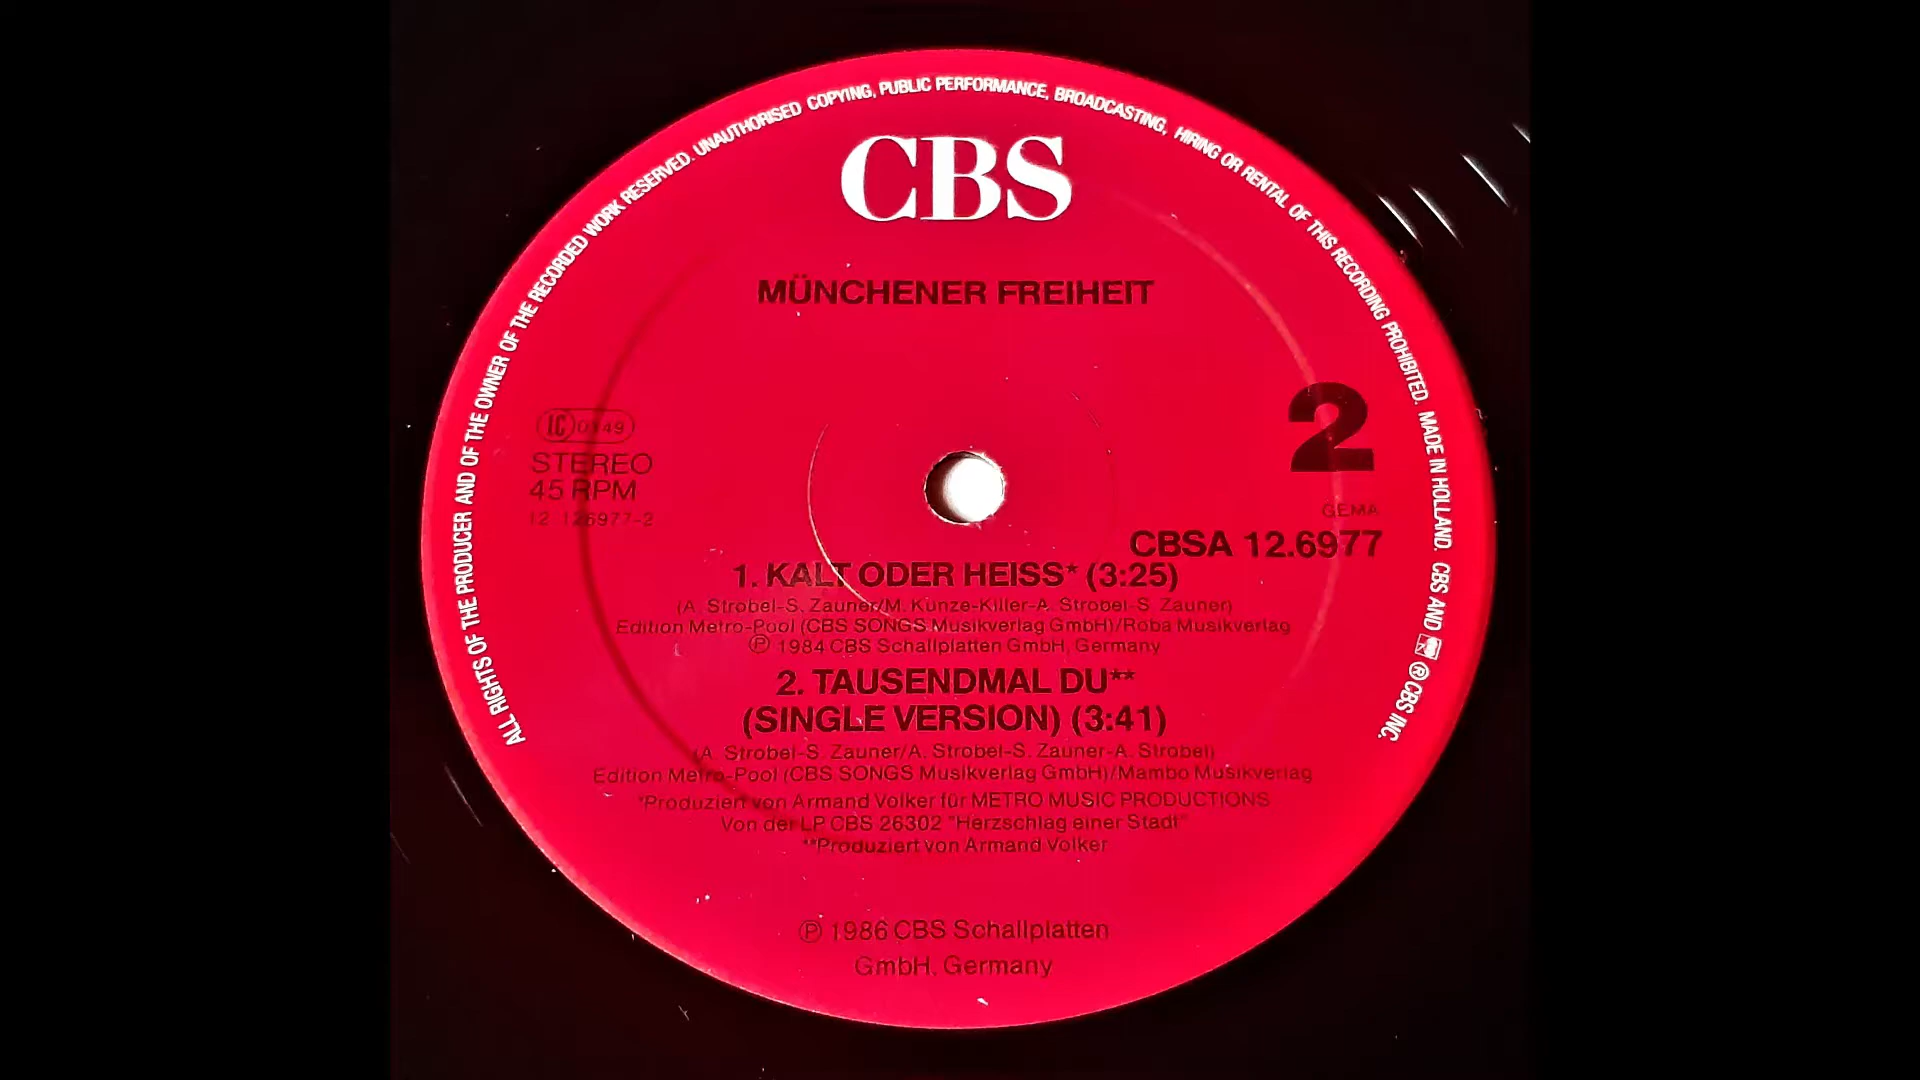 ALL RIGHTS OF THE PRODUCER AND OF THE OWNER OF THE RECORDED WORK RESERVED. UNAUTHORISED COPYING, PUBLIC PERFORMANCE, BROADCASTING, HIRING OR RENTAL OF THIS RECORDING PROHIBITED. MADE IN HOLLAND. CBS AND ® CBS INC.
CBS
MÜNCHENER FREIHEIT
2
LC 0149
STEREO
45 RPM
12 126977-2
GEMA
CBSA 12.6977
1. KALT ODER HEISS* (3:25)
(A. Strobel-S. Zauner/M. Kunze-Killer-A. Strobel-S. Zauner)
Edition Metro-Pool (CBS SONGS Musikverlag GmbH)/Roba Musikverlag
Ⓟ 1984 CBS Schallplatten GmbH, Germany
2. TAUSENDMAL DU**
(SINGLE VERSION) (3:41)
(A. Strobel-S. Zauner/A. Strobel-S. Zauner-A. Strobel)
Edition Metro-Pool (CBS SONGS Musikverlag GmbH)/Mambo Musikverlag
*Produziert von Armand Volker für METRO MUSIC PRODUCTIONS
Von der LP CBS 26302 "Herzschlag einer Stadt"
**Produziert von Armand Volker
Ⓟ 1986 CBS Schallplatten
GmbH, Germany